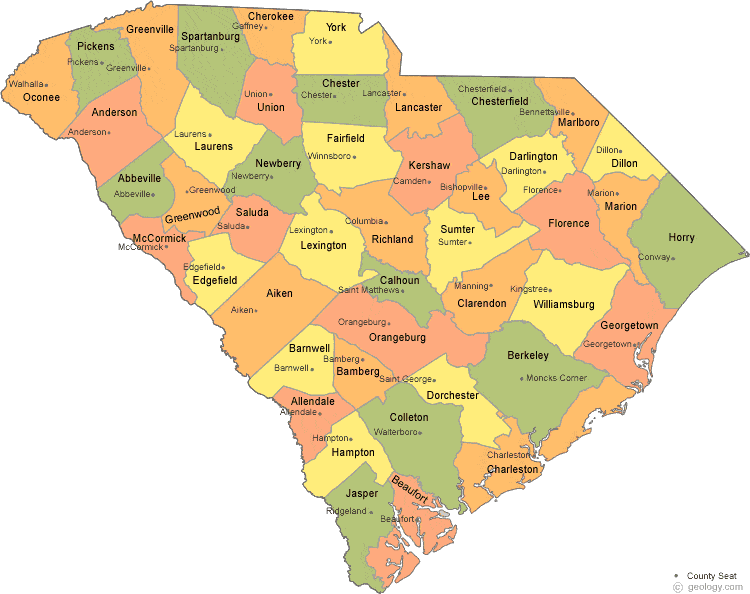 Cherokee
Gaffney
Greenville
York
York
Spartanburg
Spartanburg
Pickens
Pickens
Greenville
Walhalla
Oconee
Union
Union
Chester
Chester
Lancaster
Lancaster
Chesterfield
Chesterfield
Bennettsville
Marlboro
Anderson
Anderson
Laurens
Laurens
Fairfield
Winnsboro
Darlington
Darlington
Dillon
Dillon
Newberry
Newberry
Kershaw
Camden
Abbeville
Abbeville
Greenwood
Greenwood
Bishopville
Lee
Florence
Florence
Marion
Marion
Saluda
Saluda
Columbia
Richland
Lexington
Lexington
Sumter
Sumter
McCormick
McCormick
Horry
Conway
Edgefield
Edgefield
Calhoun
Saint Matthews
Manning
Clarendon
Kingstree
Williamsburg
Aiken
Aiken
Orangeburg
Orangeburg
Georgetown
Georgetown
Barnwell
Barnwell
Bamberg
Bamberg
Berkeley
Moncks Corner
Saint George
Dorchester
Allendale
Allendale
Colleton
Walterboro
Hampton
Hampton
Charleston
Charleston
Jasper
Ridgeland
Beaufort
Beaufort
County Seat
© geology.com